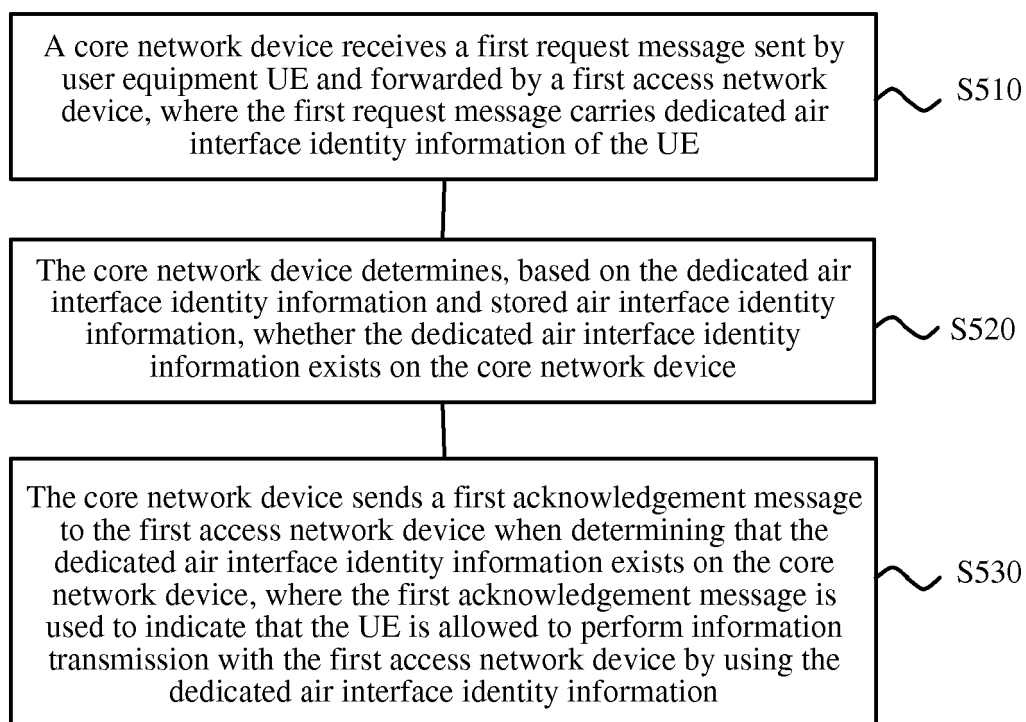 A core network device receives a first request message sent by
user equipment UE and forwarded by a first access network
device, where the first request message carries dedicated air
interface identity information of the UE
S510
The core network device determines, based on the dedicated air
interface identity information and stored air interface identity
information, whether the dedicated air interface identity
information exists on the core network device
S520
The core network device sends a first acknowledgement message
to the first access network device when determining that the
dedicated air interface identity information exists on the core
network device, where the first acknowledgement message is
used to indicate that the UE is allowed to perform information
transmission with the first access network device by using the
dedicated air interface identity information
S530